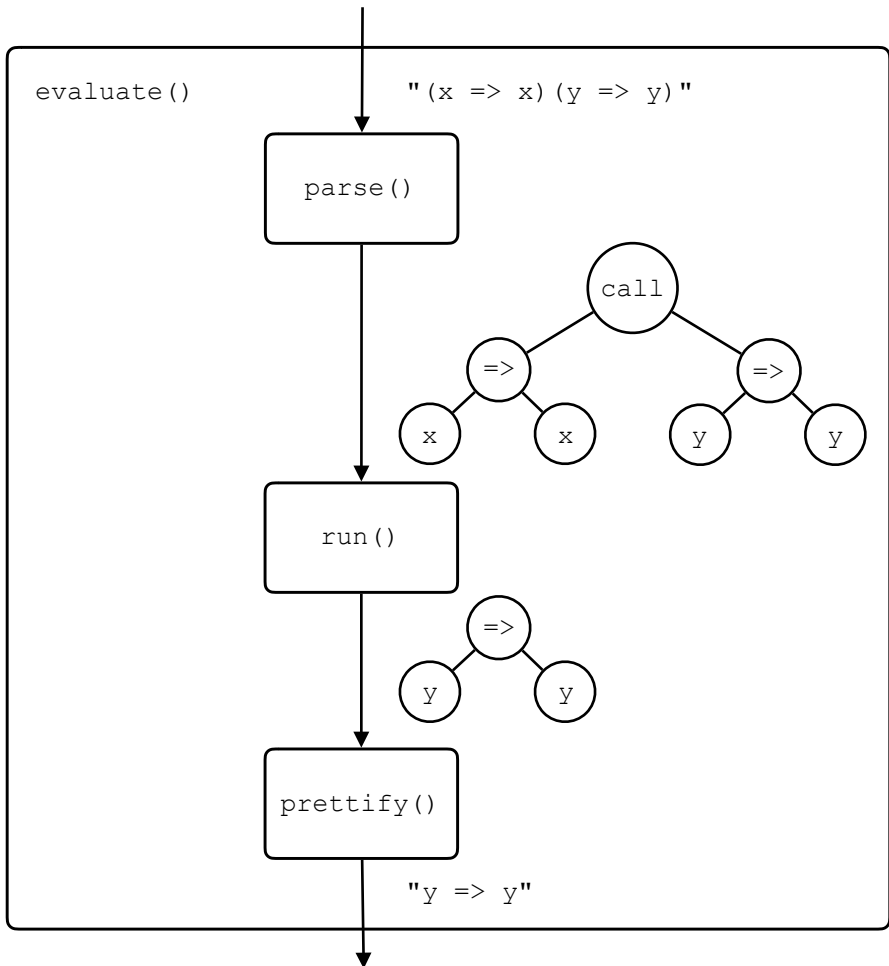 evaluate()
"(x => x)(y => y)"
parse()
call
=> =>
x x y y
run()
=>
y y
prettify()
"y => y"